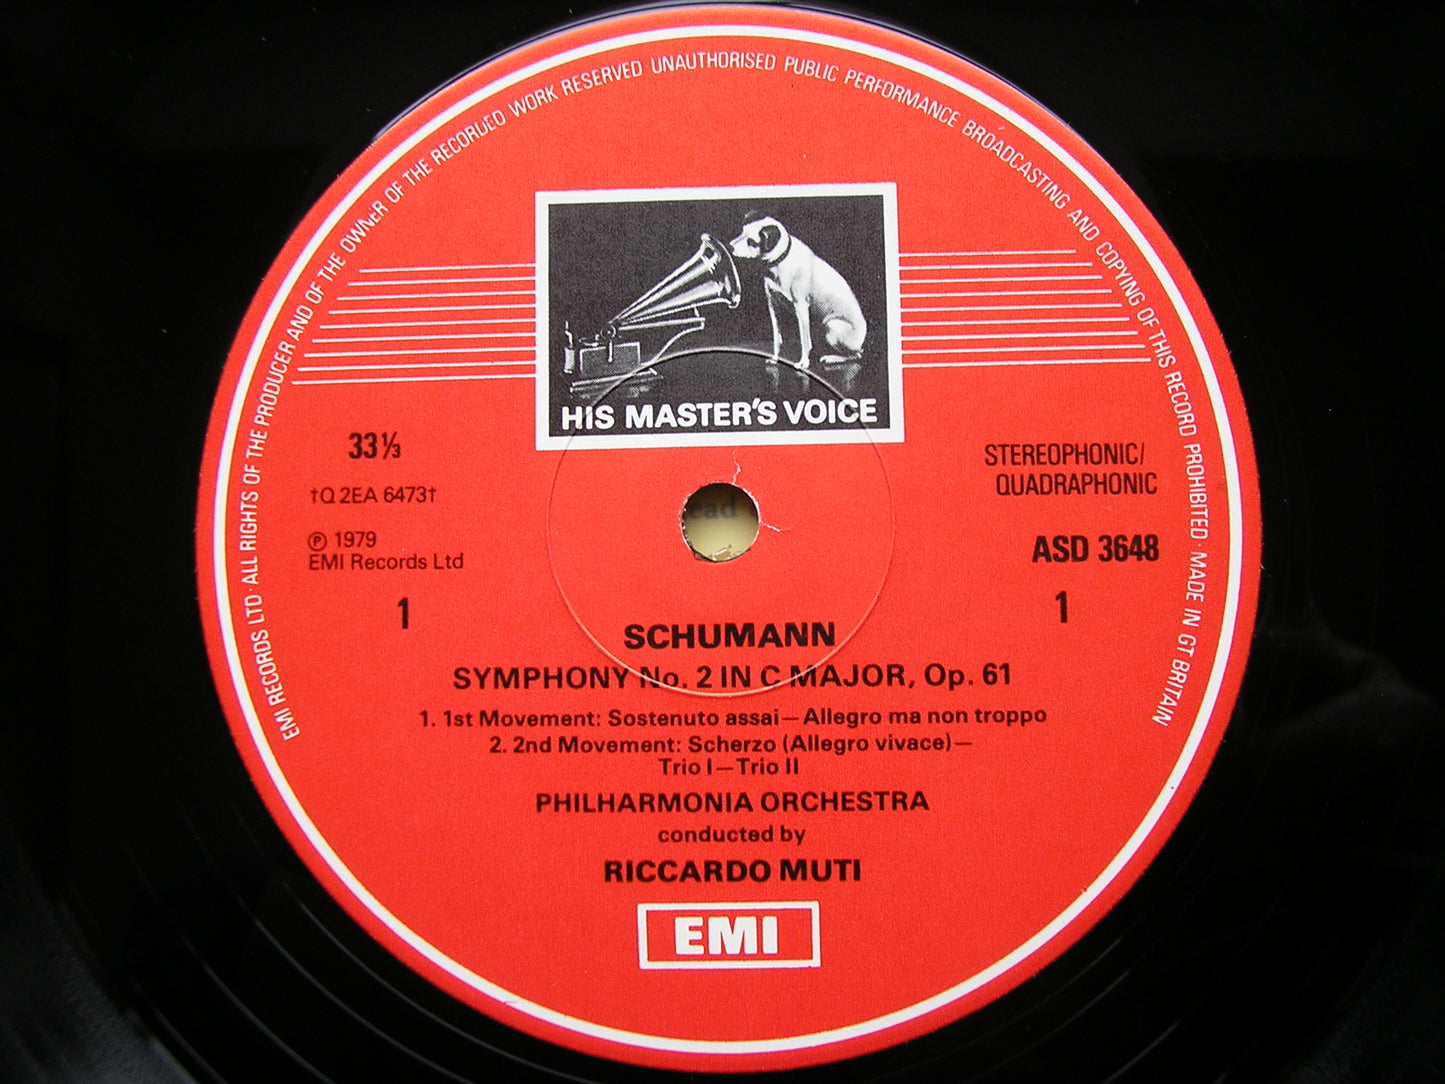 EMI RECORDS LTD · ALL RIGHTS OF THE PRODUCER AND OF THE OWNER OF THE RECORDED WORK RESERVED · UNAUTHORISED PUBLIC PERFORMANCE BROADCASTING AND COPYING OF THIS RECORD PROHIBITED · MADE IN GT BRITAIN
HIS MASTER'S VOICE
33⅓
†Q 2EA 6473†
℗ 1979
EMI Records Ltd
1
STEREOPHONIC/
QUADRAPHONIC
ASD 3648
1
SCHUMANN
SYMPHONY No. 2 IN C MAJOR, Op. 61
1. 1st Movement: Sostenuto assai—Allegro ma non troppo
2. 2nd Movement: Scherzo (Allegro vivace)—
Trio I—Trio II
PHILHARMONIA ORCHESTRA
conducted by
RICCARDO MUTI
EMI